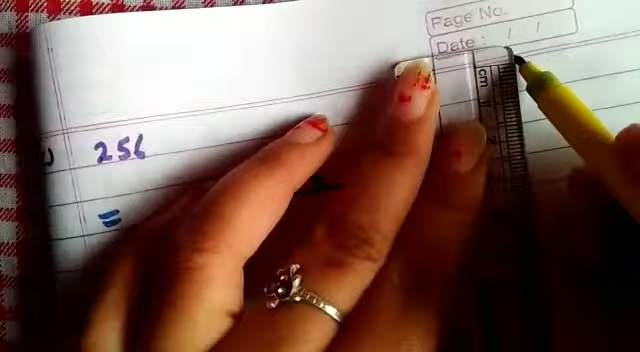 Page No.
Date : / /
cm
256
=